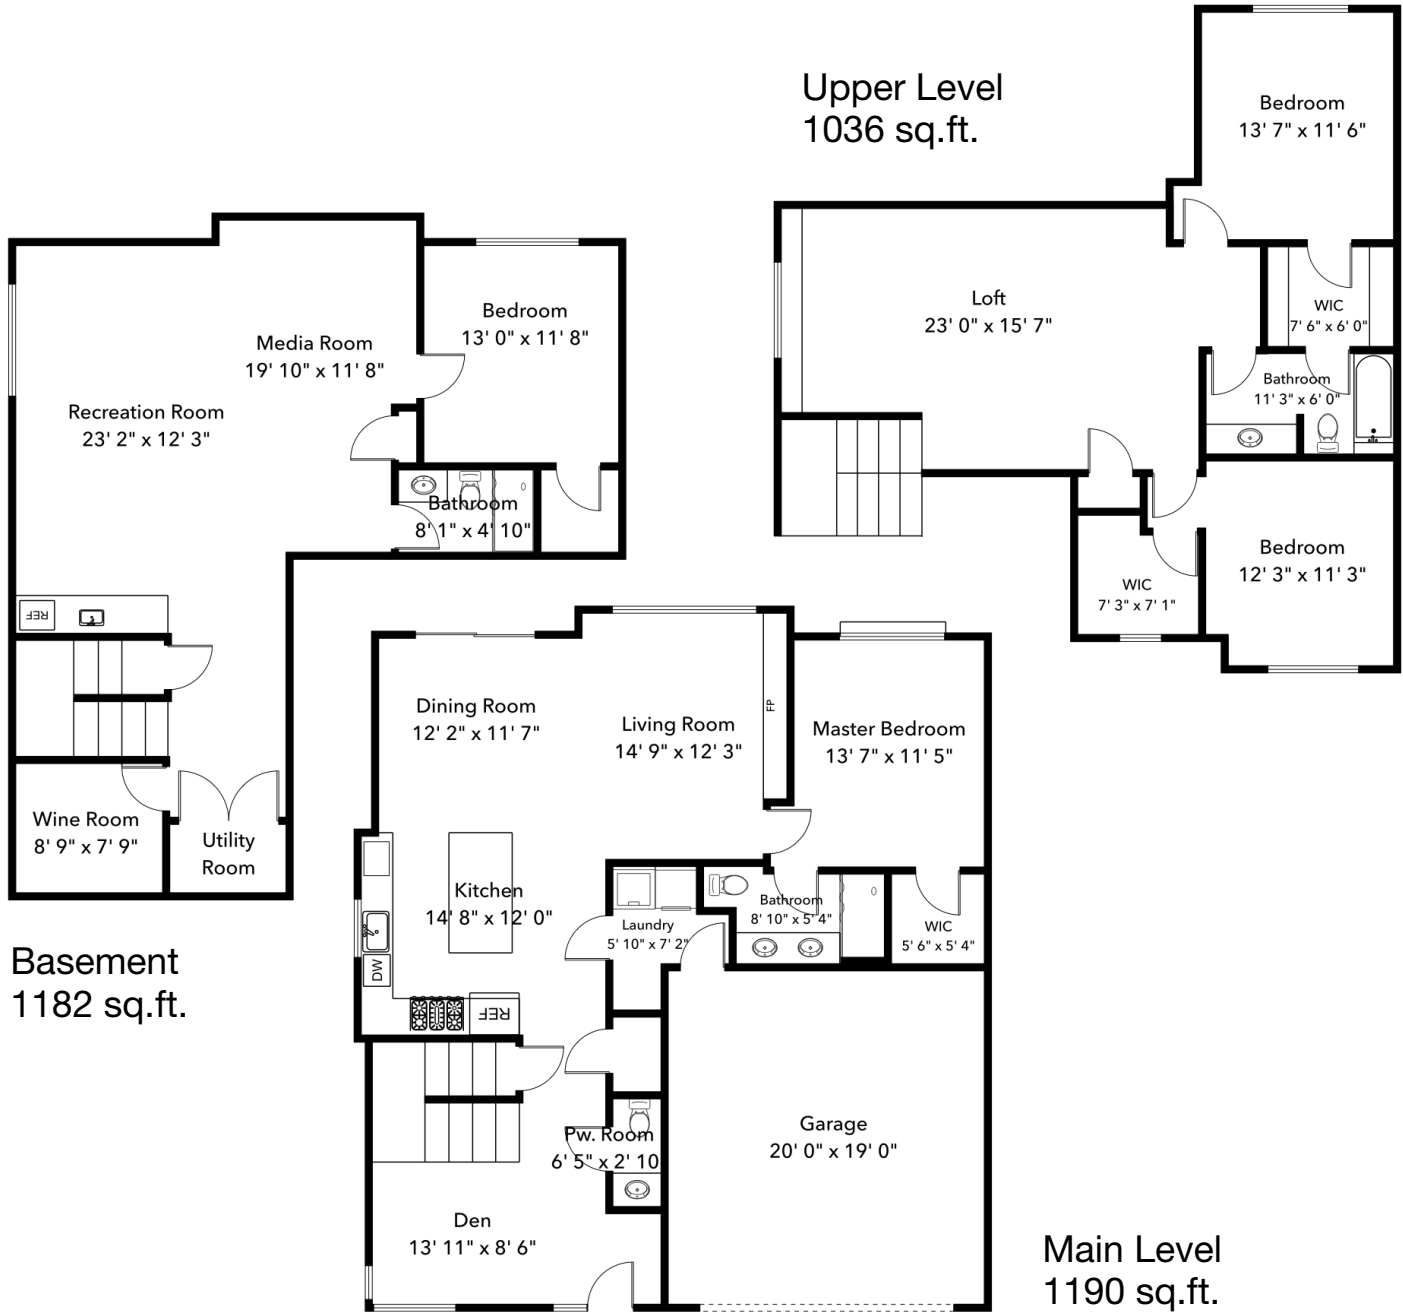 Upper Level
1036 sq.ft.
Bedroom
13' 7" x 11' 6"
Loft
23' 0" x 15' 7"
WIC
7' 6" x 6' 0"
Bathroom
11' 3" x 6' 0"
Bedroom
12' 3" x 11' 3"
WIC
7' 3" x 7' 1"
Bedroom
13' 0" x 11' 8"
Media Room
19' 10" x 11' 8"
Recreation Room
23' 2" x 12' 3"
Bathroom
8' 1" x 4' 10"
REF
Wine Room
8' 9" x 7' 9"
Utility
Room
Basement
1182 sq.ft.
Dining Room
12' 2" x 11' 7"
Living Room
14' 9" x 12' 3"
FP
Master Bedroom
13' 7" x 11' 5"
Kitchen
14' 8" x 12' 0"
DW
REF
Laundry
5' 10" x 7' 2"
Bathroom
8' 10" x 5' 4"
WIC
5' 6" x 5' 4"
Pw. Room
6' 5" x 2' 10
Garage
20' 0" x 19' 0"
Den
13' 11" x 8' 6"
Main Level
1190 sq.ft.